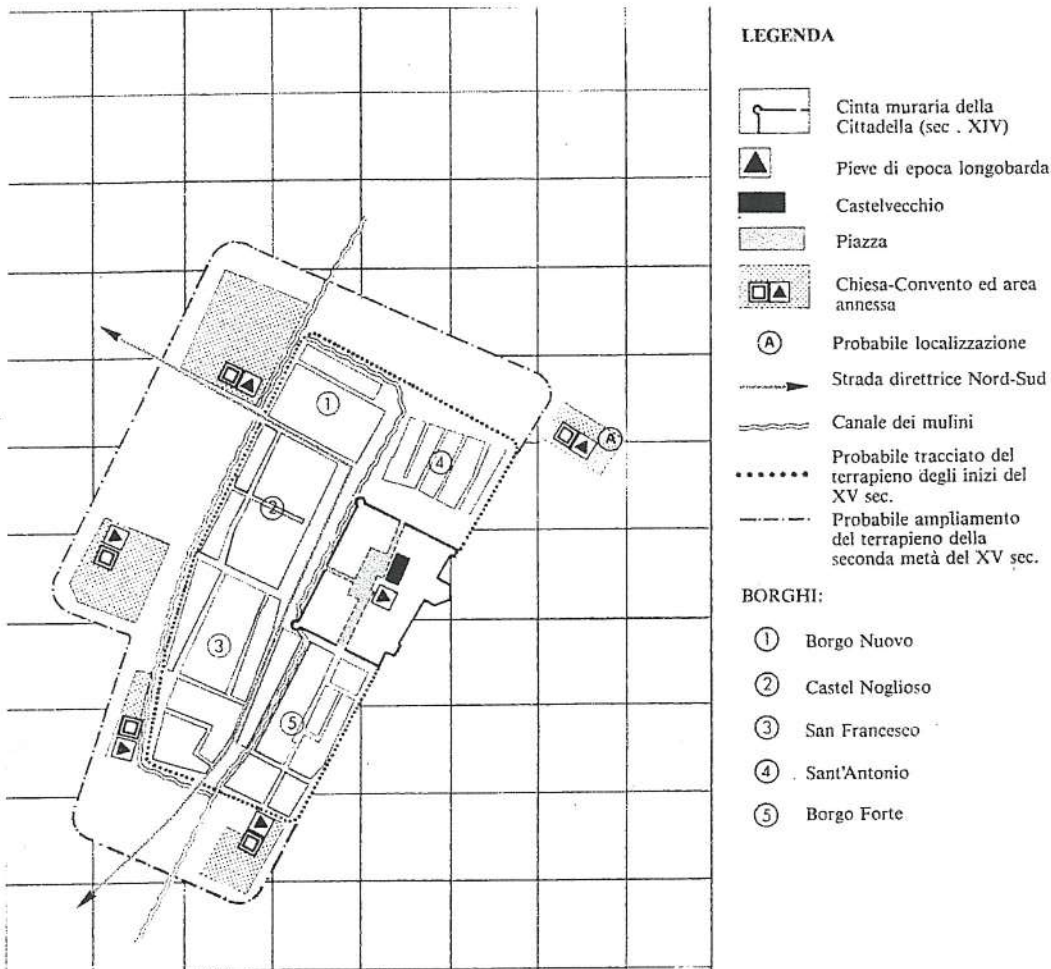 LEGENDA
Cinta muraria della
Cittadella (sec . XIV)
Pieve di epoca longobarda
Castelvecchio
Piazza
Chiesa-Convento ed area
annessa
A Probabile localizzazione
Strada direttrice Nord-Sud
Canale dei mulini
Probabile tracciato del
terrapieno degli inizi del
XV sec.
Probabile ampliamento
del terrapieno della
seconda metà del XV sec.
BORGHI:
1 Borgo Nuovo
2 Castel Noglioso
3 San Francesco
4 Sant'Antonio
5 Borgo Forte
1
A
4
2
3
5